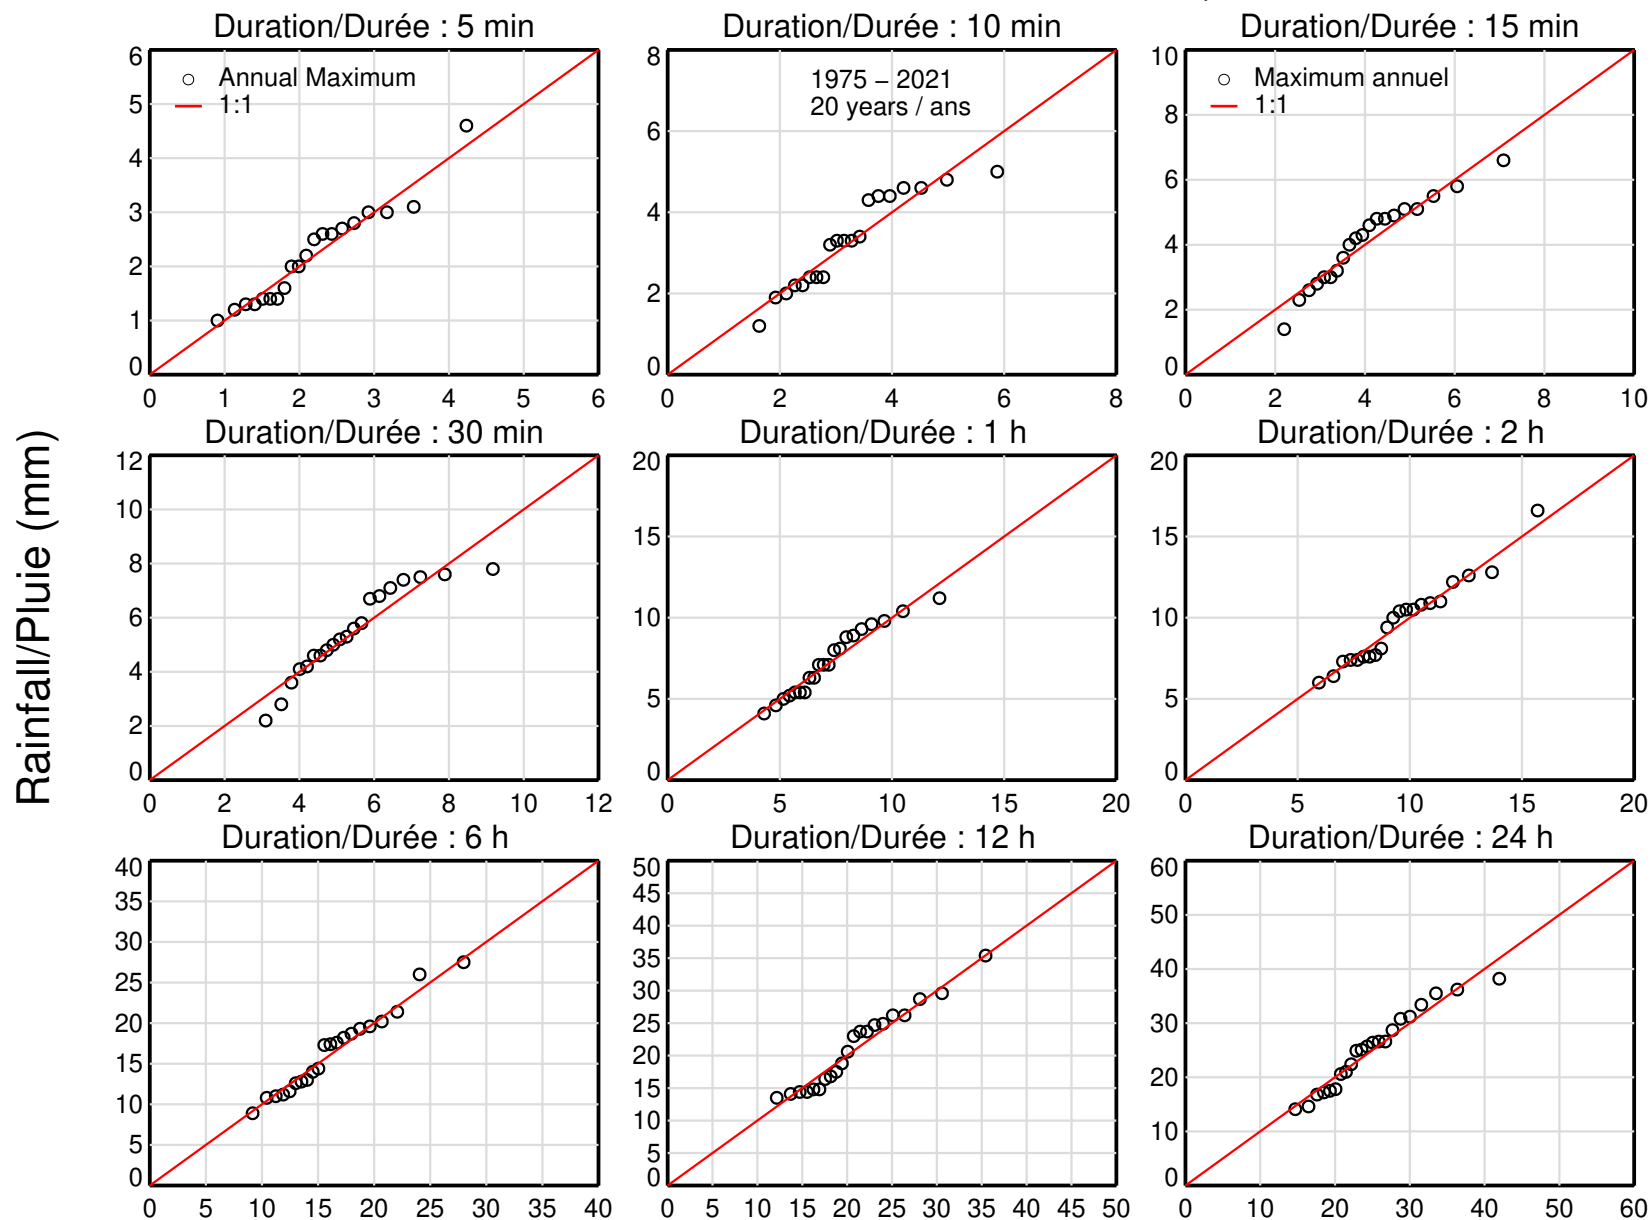 Duration/Durée : 5 min
6
5
4
3
2
1
0
0 1 2 3 4 5 6
Annual Maximum
1:1
Duration/Durée : 10 min
8
6
4
2
0
0 2 4 6 8
1975 – 2021
20 years / ans
Duration/Durée : 15 min
10
8
6
4
2
0
0 2 4 6 8 10
Maximum annuel
1:1
Rainfall/Pluie (mm)
Duration/Durée : 30 min
12
10
8
6
4
2
0
0 2 4 6 8 10 12
Duration/Durée : 1 h
20
15
10
5
0
0 5 10 15 20
Duration/Durée : 2 h
20
15
10
5
0
0 5 10 15 20
Duration/Durée : 6 h
40
35
30
25
20
15
10
5
0
0 5 10 15 20 25 30 35 40
Duration/Durée : 12 h
50
45
40
35
30
25
20
15
10
5
0
0 5 10 15 20 25 30 35 40 45 50
Duration/Durée : 24 h
60
50
40
30
20
10
0
0 10 20 30 40 50 60